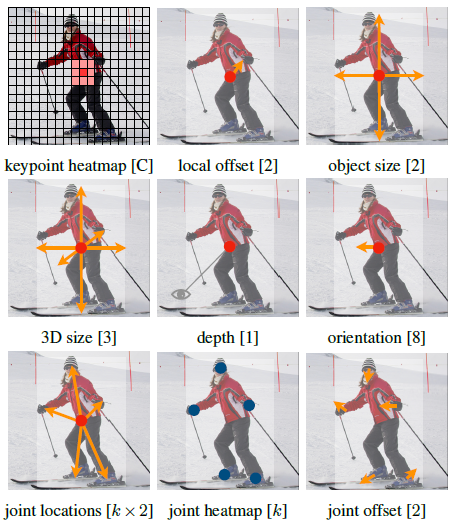 keypoint heatmap [C] local offset [2] object size [2]
3D size [3] depth [1] orientation [8]
joint locations [k × 2] joint heatmap [k] joint offset [2]